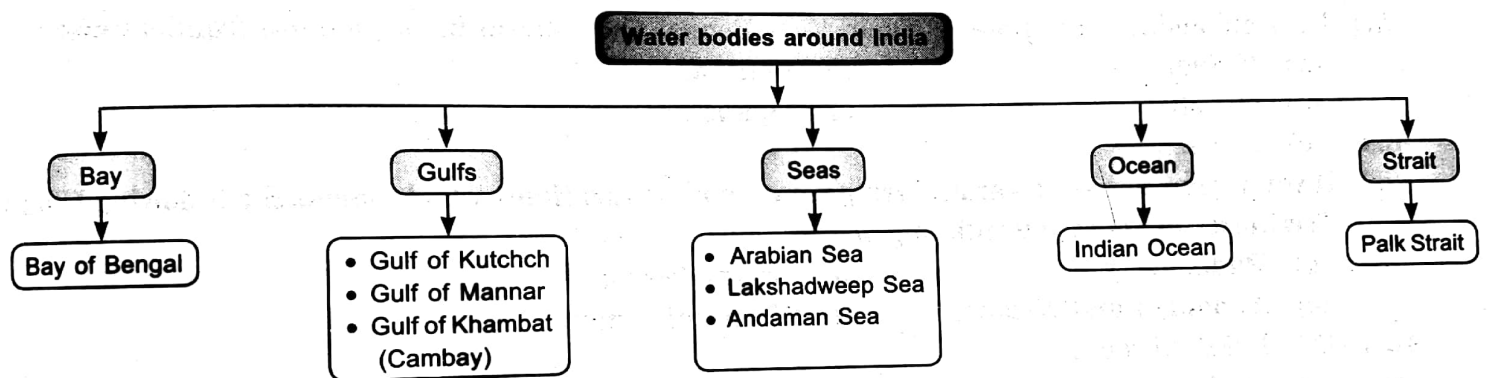 Water bodies around India
Bay
Gulfs
Seas
Ocean
Strait
Bay of Bengal
• Gulf of Kutchch
• Gulf of Mannar
• Gulf of Khambat
(Cambay)
• Arabian Sea
• Lakshadweep Sea
• Andaman Sea
Indian Ocean
Palk Strait